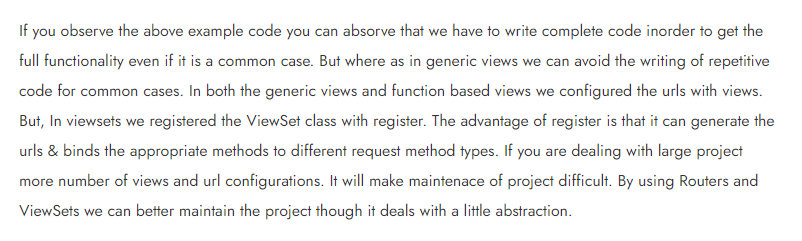 If you observe the above example code you can absorve that we have to write complete code inorder to get the
full functionality even if it is a common case. But where as in generic views we can avoid the writing of repetitive
code for common cases. In both the generic views and function based views we configured the urls with views.
But, In viewsets we registered the ViewSet class with register. The advantage of register is that it can generate the
urls & binds the appropriate methods to different request method types. If you are dealing with large project
more number of views and url configurations. It will make maintenace of project difficult. By using Routers and
ViewSets we can better maintain the project though it deals with a little abstraction.